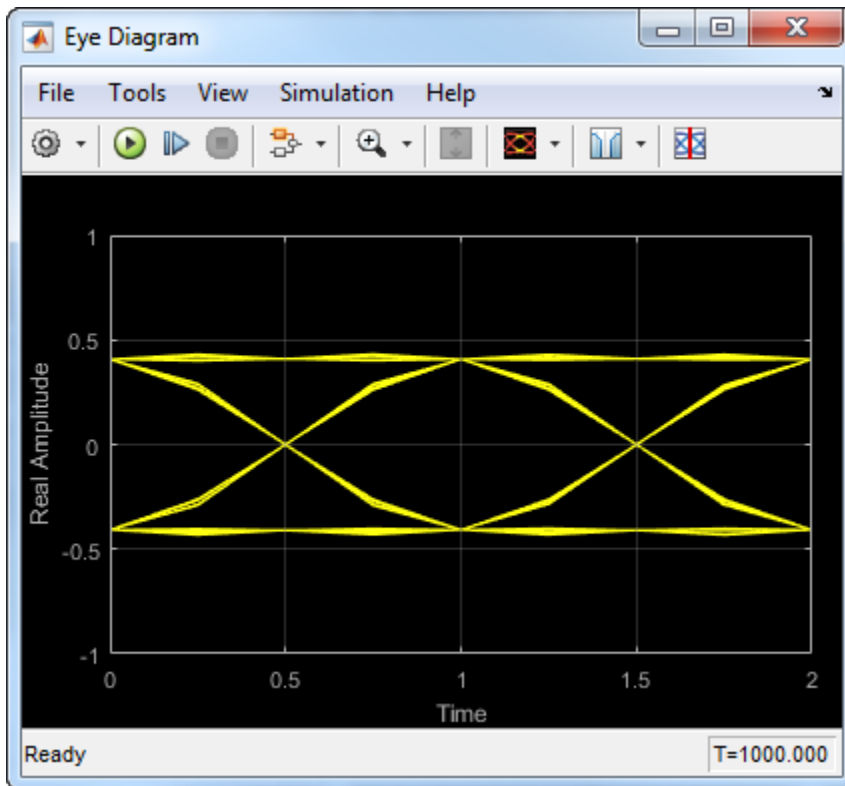 Eye Diagram
File Tools View Simulation Help
1
0.5
0
-0.5
-1
Real Amplitude
0 0.5 1 1.5 2
Time
Ready T=1000.000